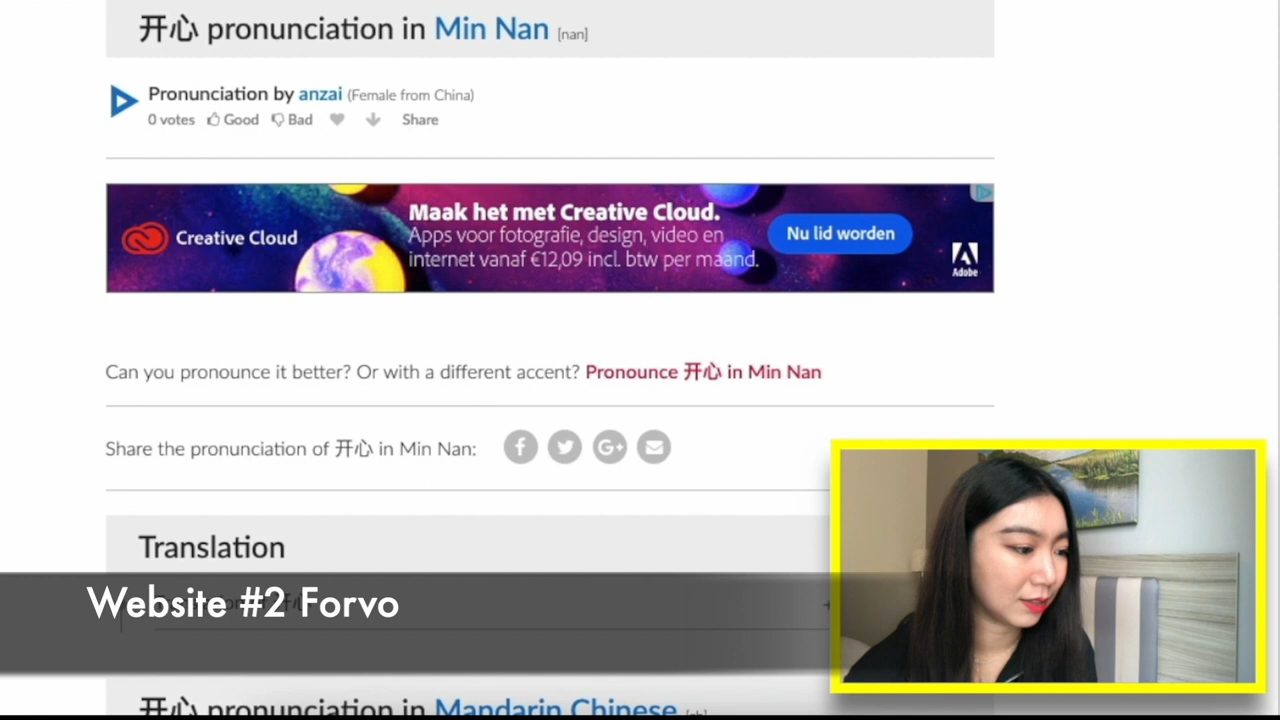 开心 pronunciation in Min Nan [nan]
Pronunciation by anzai (Female from China)
0 votes Good Bad Share
Maak het met Creative Cloud.
Creative Cloud
Apps voor fotografie, design, video en
internet vanaf €12,09 incl. btw per maand.
Nu lid worden
Adobe
Can you pronounce it better? Or with a different accent? Pronounce 开心 in Min Nan
Share the pronunciation of 开心 in Min Nan:
Translation
Website #2 Forvo
开心 pronunciation in Mandarin Chinese